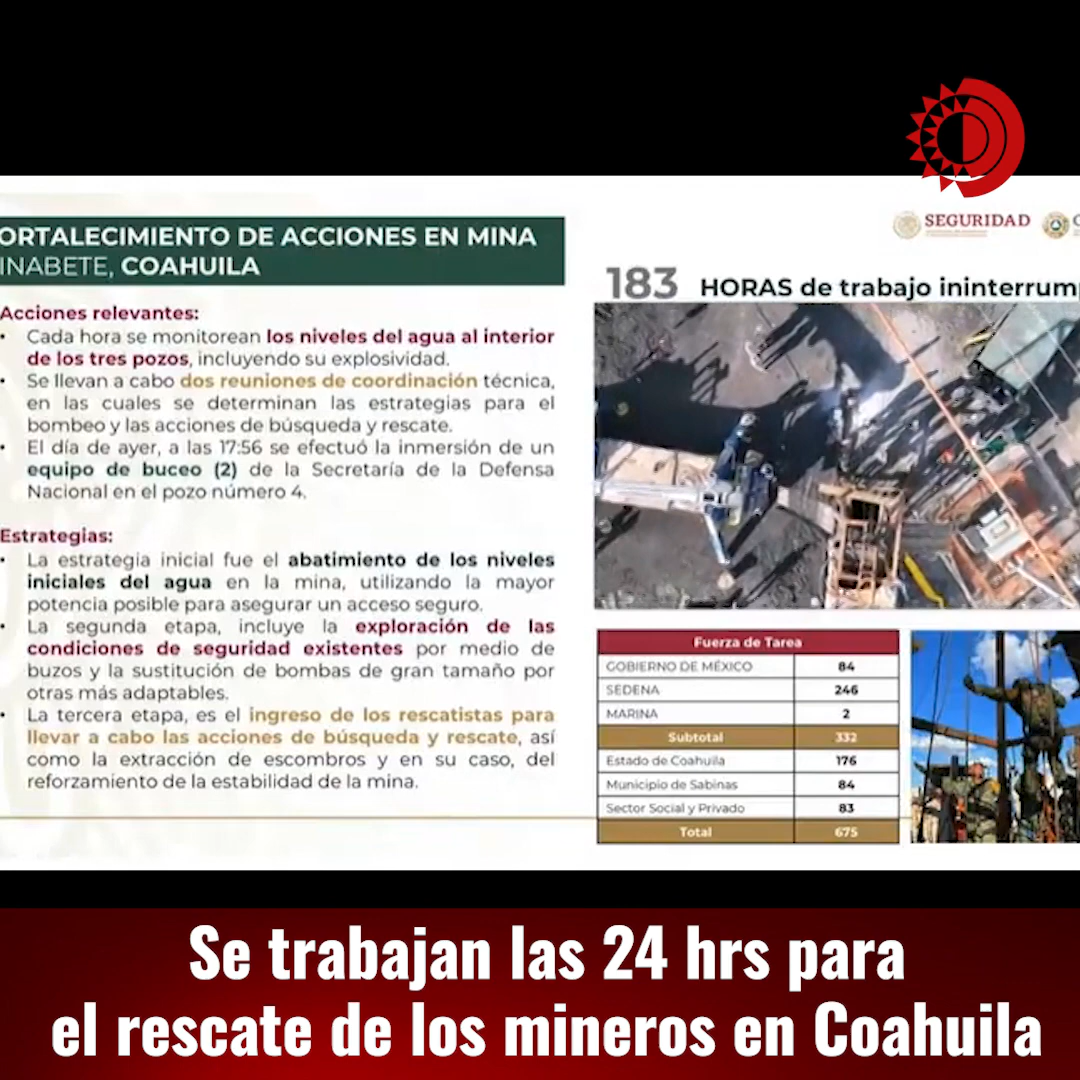 ORTALECIMIENTO DE ACCIONES EN MINA
INABETE, COAHUILA
Acciones relevantes:
• Cada hora se monitorean los niveles del agua al interior
de los tres pozos, incluyendo su explosividad.
• Se llevan a cabo dos reuniones de coordinación técnica,
en las cuales se determinan las estrategias para el
bombeo y las acciones de búsqueda y rescate.
• El día de ayer, a las 17:56 se efectuó la inmersión de un
equipo de buceo (2) de la Secretaría de la Defensa
Nacional en el pozo número 4.
Estrategias:
• La estrategia inicial fue el abatimiento de los niveles
iniciales del agua en la mina, utilizando la mayor
potencia posible para asegurar un acceso seguro.
• La segunda etapa, incluye la exploración de las
condiciones de seguridad existentes por medio de
buzos y la sustitución de bombas de gran tamaño por
otras más adaptables.
• La tercera etapa, es el ingreso de los rescatistas para
llevar a cabo las acciones de búsqueda y rescate, así
como la extracción de escombros y en su caso, del
reforzamiento de la estabilidad de la mina.
SEGURIDAD
183 HORAS de trabajo ininterrump
Fuerza de Tarea
GOBIERNO DE MÉXICO 84
SEDENA 246
MARINA 2
Subtotal 332
Estado de Coahuila 176
Municipio de Sabinas 84
Sector Social y Privado 83
Total 675
Se trabajan las 24 hrs para
el rescate de los mineros en Coahuila